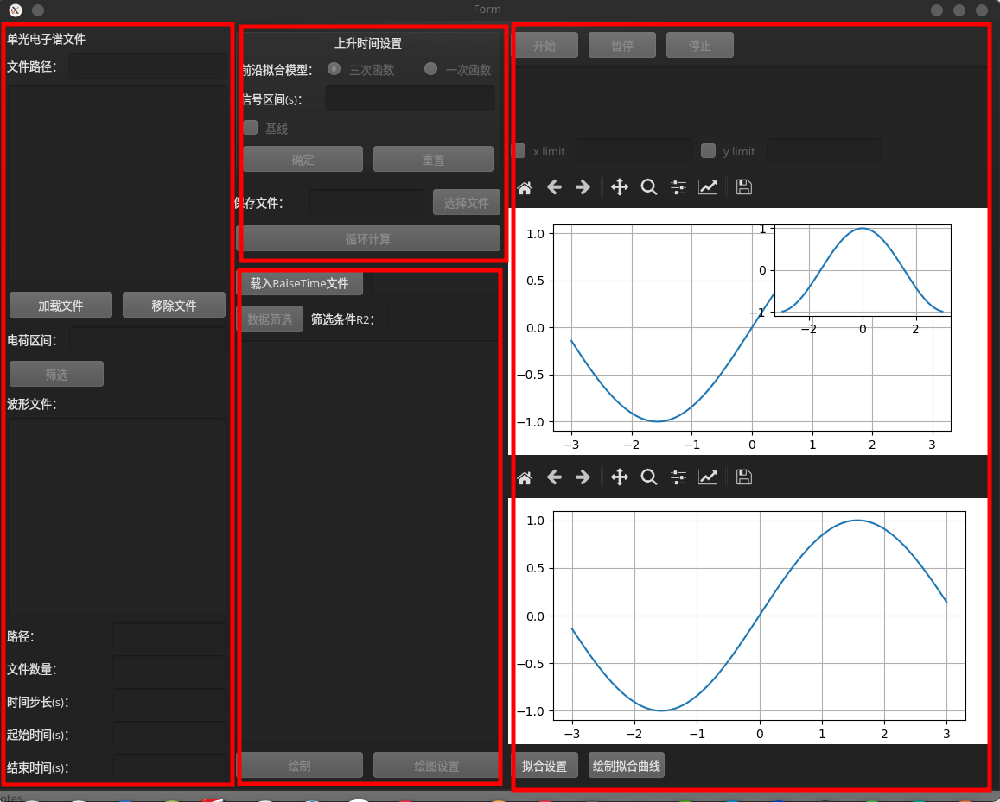 Form
单光电子谱文件
文件路径:
加载文件 移除文件
电荷区间:
筛选
波形文件:
路径:
文件数量:
时间步长(s):
起始时间(s):
结束时间(s):
上升时间设置
前沿拟合模型: 三次函数 一次函数
信号区间(s):
基线
确定 重置
保存文件: 选择文件
循环计算
载入RaiseTime文件
数据筛选 筛选条件R2:
绘制 绘图设置
开始 暂停 停止
x limit y limit
1.0
0.5
0.0
−0.5
−1.0
−3 −2 −1 0 1 2 3
1
0
−1
−2 0 2
1.0
0.5
0.0
−0.5
−1.0
−3 −2 −1 0 1 2 3
拟合设置 绘制拟合曲线
otes